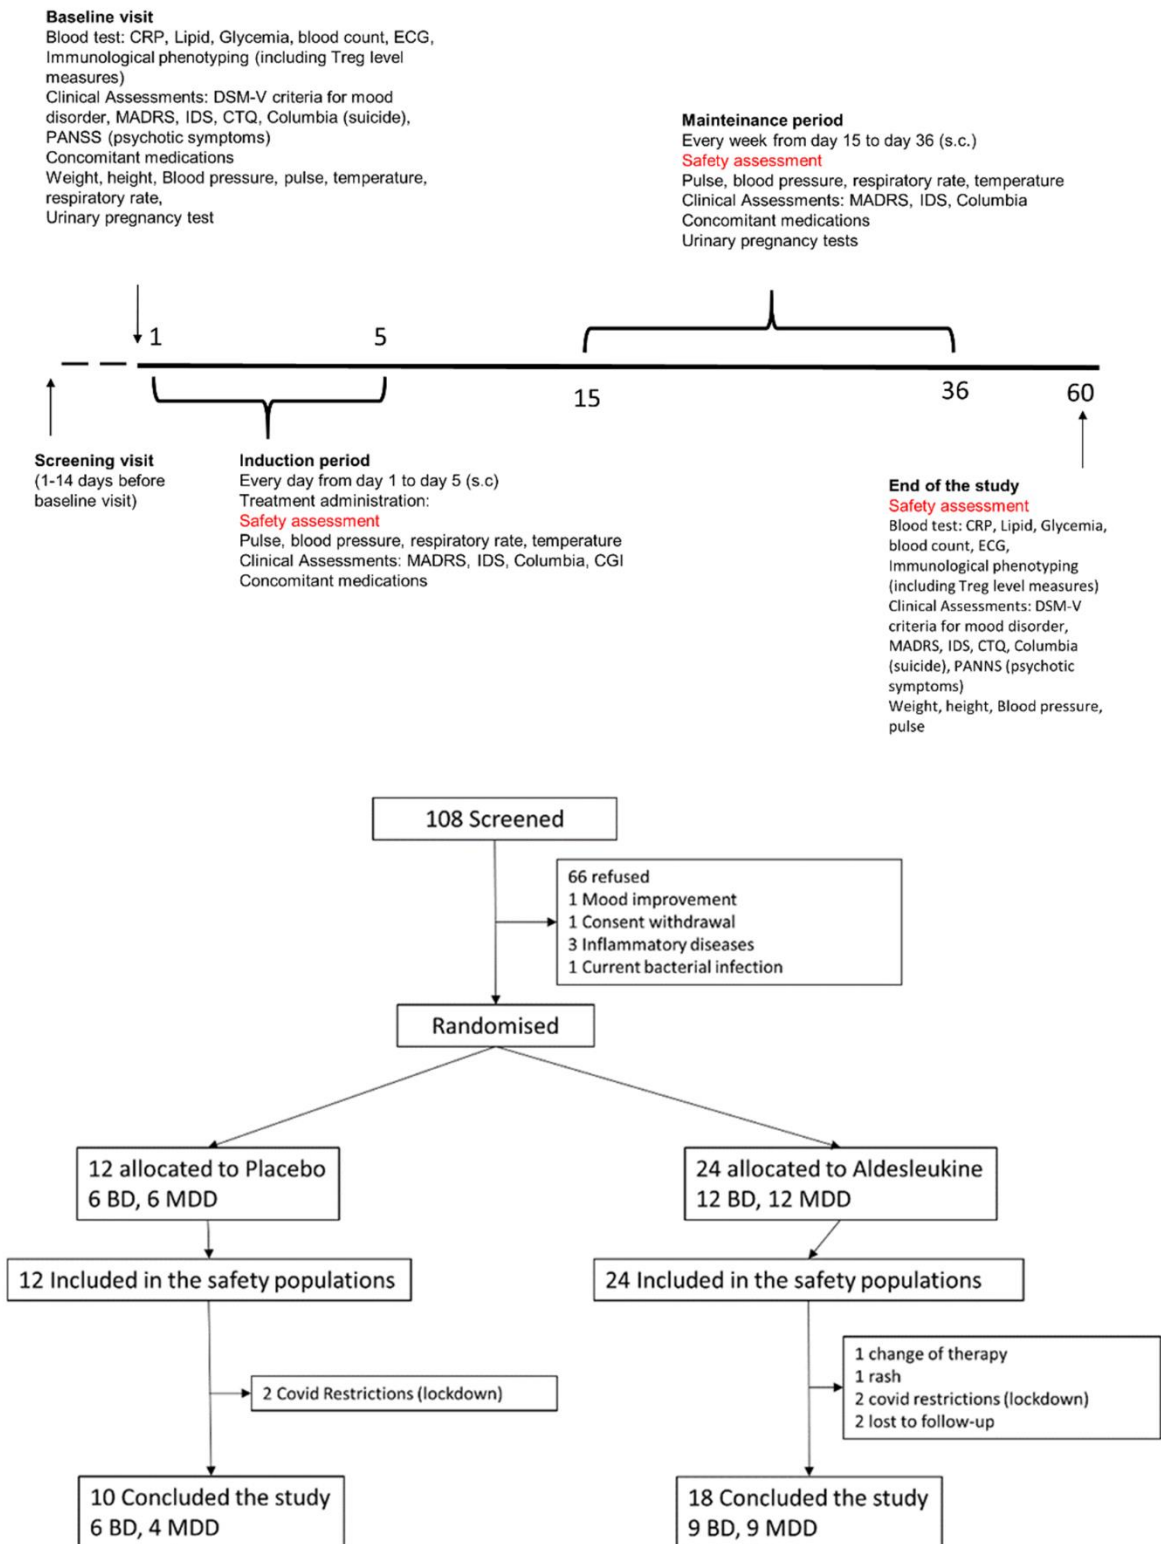 Baseline visit
Blood test: CRP, Lipid, Glycemia, blood count, ECG,
Immunological phenotyping (including Treg level
measures)
Clinical Assessments: DSM-V criteria for mood
disorder, MADRS, IDS, CTQ, Columbia (suicide),
PANSS (psychotic symptoms)
Concomitant medications
Weight, height, Blood pressure, pulse, temperature,
respiratory rate,
Urinary pregnancy test
Mainteinance period
Every week from day 15 to day 36 (s.c.)
Safety assessment
Pulse, blood pressure, respiratory rate, temperature
Clinical Assessments: MADRS, IDS, Columbia
Concomitant medications
Urinary pregnancy tests
1
5
15
36
60
Screening visit
(1-14 days before
baseline visit)
Induction period
Every day from day 1 to day 5 (s.c)
Treatment administration:
Safety assessment
Pulse, blood pressure, respiratory rate, temperature
Clinical Assessments: MADRS, IDS, Columbia, CGI
Concomitant medications
End of the study
Safety assessment
Blood test: CRP, Lipid, Glycemia,
blood count, ECG,
Immunological phenotyping
(including Treg level measures)
Clinical Assessments: DSM-V
criteria for mood disorder,
MADRS, IDS, CTQ, Columbia
(suicide), PANNS (psychotic
symptoms)
Weight, height, Blood pressure,
pulse
108 Screened
66 refused
1 Mood improvement
1 Consent withdrawal
3 Inflammatory diseases
1 Current bacterial infection
Randomised
12 allocated to Placebo
6 BD, 6 MDD
24 allocated to Aldesleukine
12 BD, 12 MDD
12 Included in the safety populations
24 Included in the safety populations
2 Covid Restrictions (lockdown)
1 change of therapy
1 rash
2 covid restrictions (lockdown)
2 lost to follow-up
10 Concluded the study
6 BD, 4 MDD
18 Concluded the study
9 BD, 9 MDD